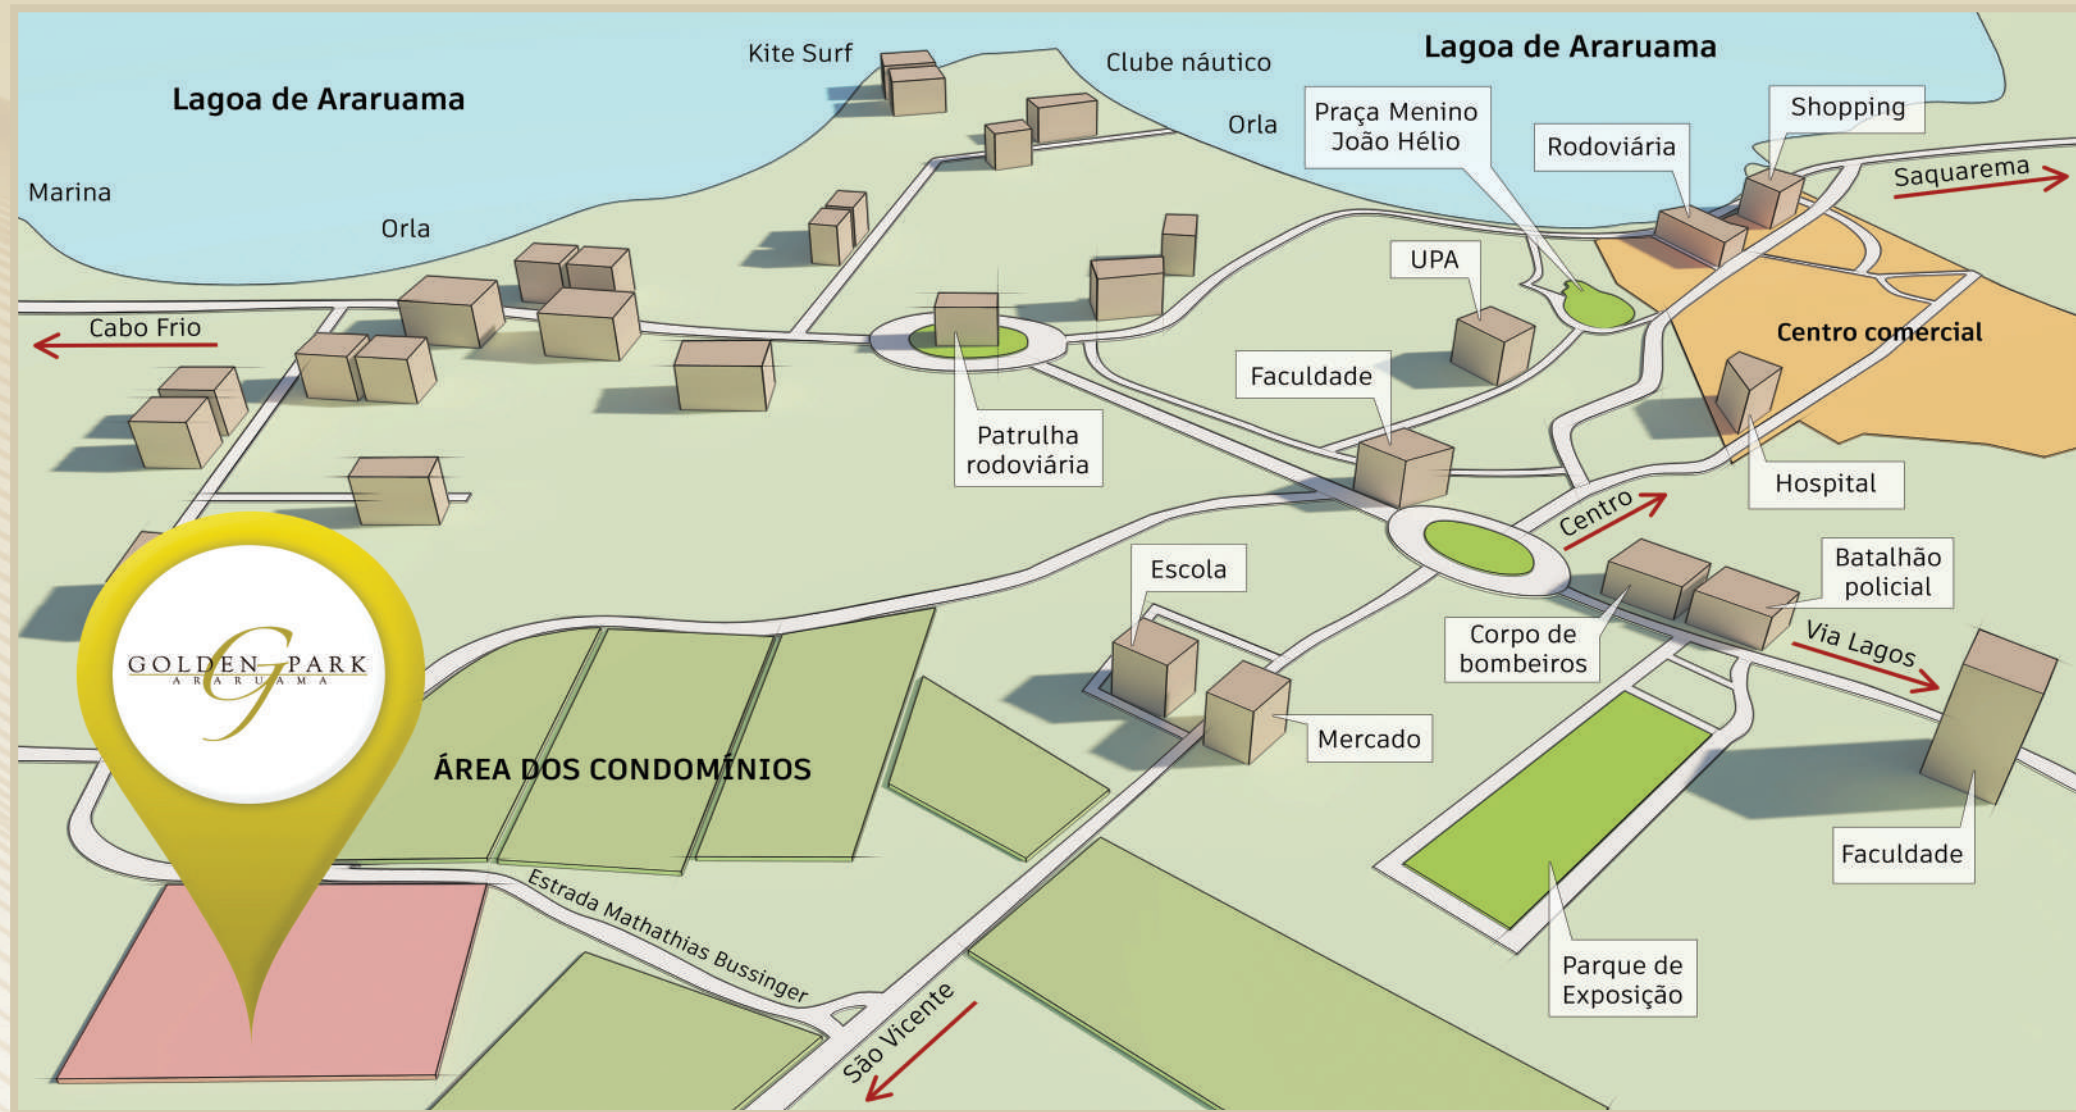 Kite Surf
Clube náutico
Lagoa de Araruama
Lagoa de Araruama
Praça Menino
João Hélio
Shopping
Orla
Rodoviária
Saquarema
Marina
Orla
UPA
Cabo Frio
Centro comercial
Faculdade
Patrulha
rodoviária
Hospital
Centro
Escola
Batalhão
policial
Corpo de
bombeiros
Via Lagos
GOLDEN PARK
ARARUAMA
G
Mercado
ÁREA DOS CONDOMÍNIOS
Faculdade
Estrada Mathathias Bussinger
Parque de
Exposição
São Vicente